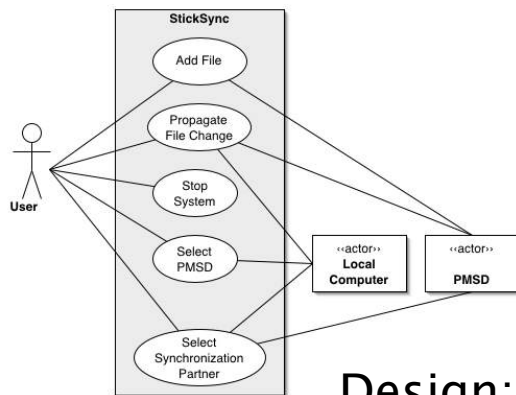 StickSync
Add File
Propagate
File Change
Stop
System
User
Select
PMSD
‹‹actor››
Local
Computer
‹‹actor››
PMSD
Select
Synchronization
Partner
Design: